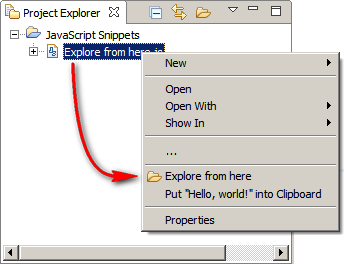 Project Explorer
JavaScript Snippets
Explore from here.js
New
Open
Open With
Show In
...
Explore from here
Put "Hello, world!" into Clipboard
Properties